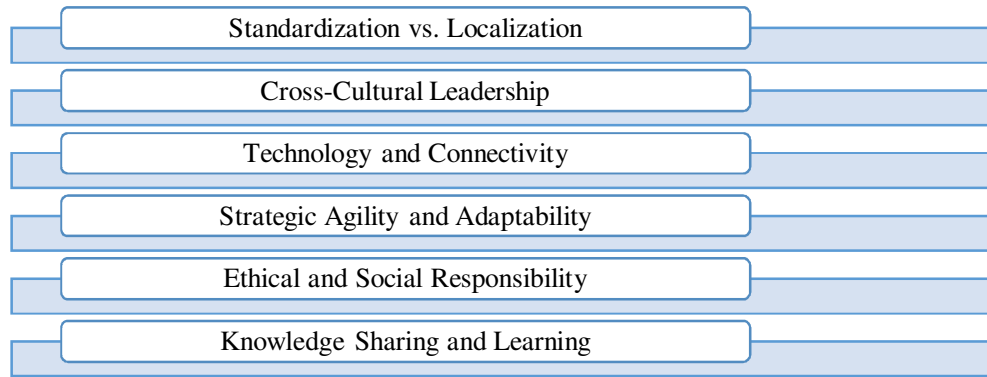 Standardization vs. Localization
Cross-Cultural Leadership
Technology and Connectivity
Strategic Agility and Adaptability
Ethical and Social Responsibility
Knowledge Sharing and Learning